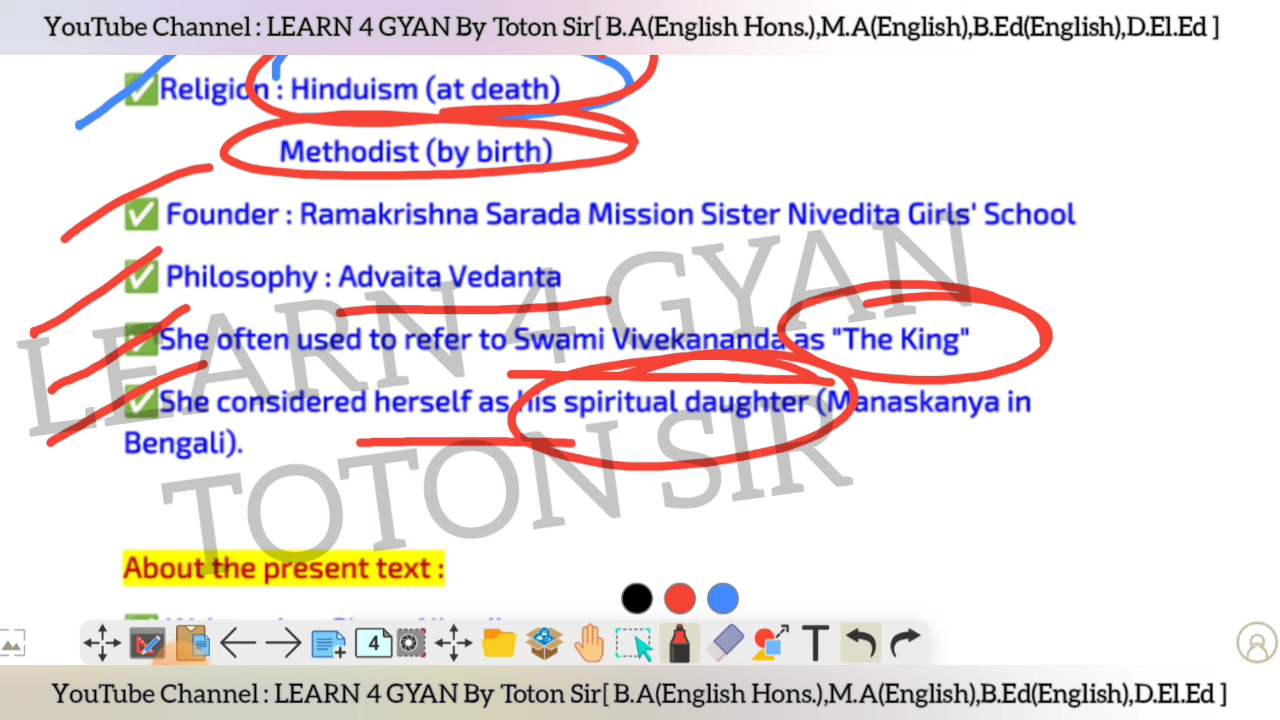 YouTube Channel : LEARN 4 GYAN By Toton Sir[ B.A(English Hons.),M.A(English),B.Ed(English),D.El.Ed ]
✅Religion : Hinduism (at death)
Methodist (by birth)
✅ Founder : Ramakrishna Sarada Mission Sister Nivedita Girls' School
✅ Philosophy : Advaita Vedanta
✅She often used to refer to Swami Vivekananda as "The King"
✅She considered herself as his spiritual daughter (Manaskanya in
Bengali).
LEARN 4 GYAN
TOTON SIR
About the present text :
4
T
YouTube Channel : LEARN 4 GYAN By Toton Sir[ B.A(English Hons.),M.A(English),B.Ed(English),D.El.Ed ]